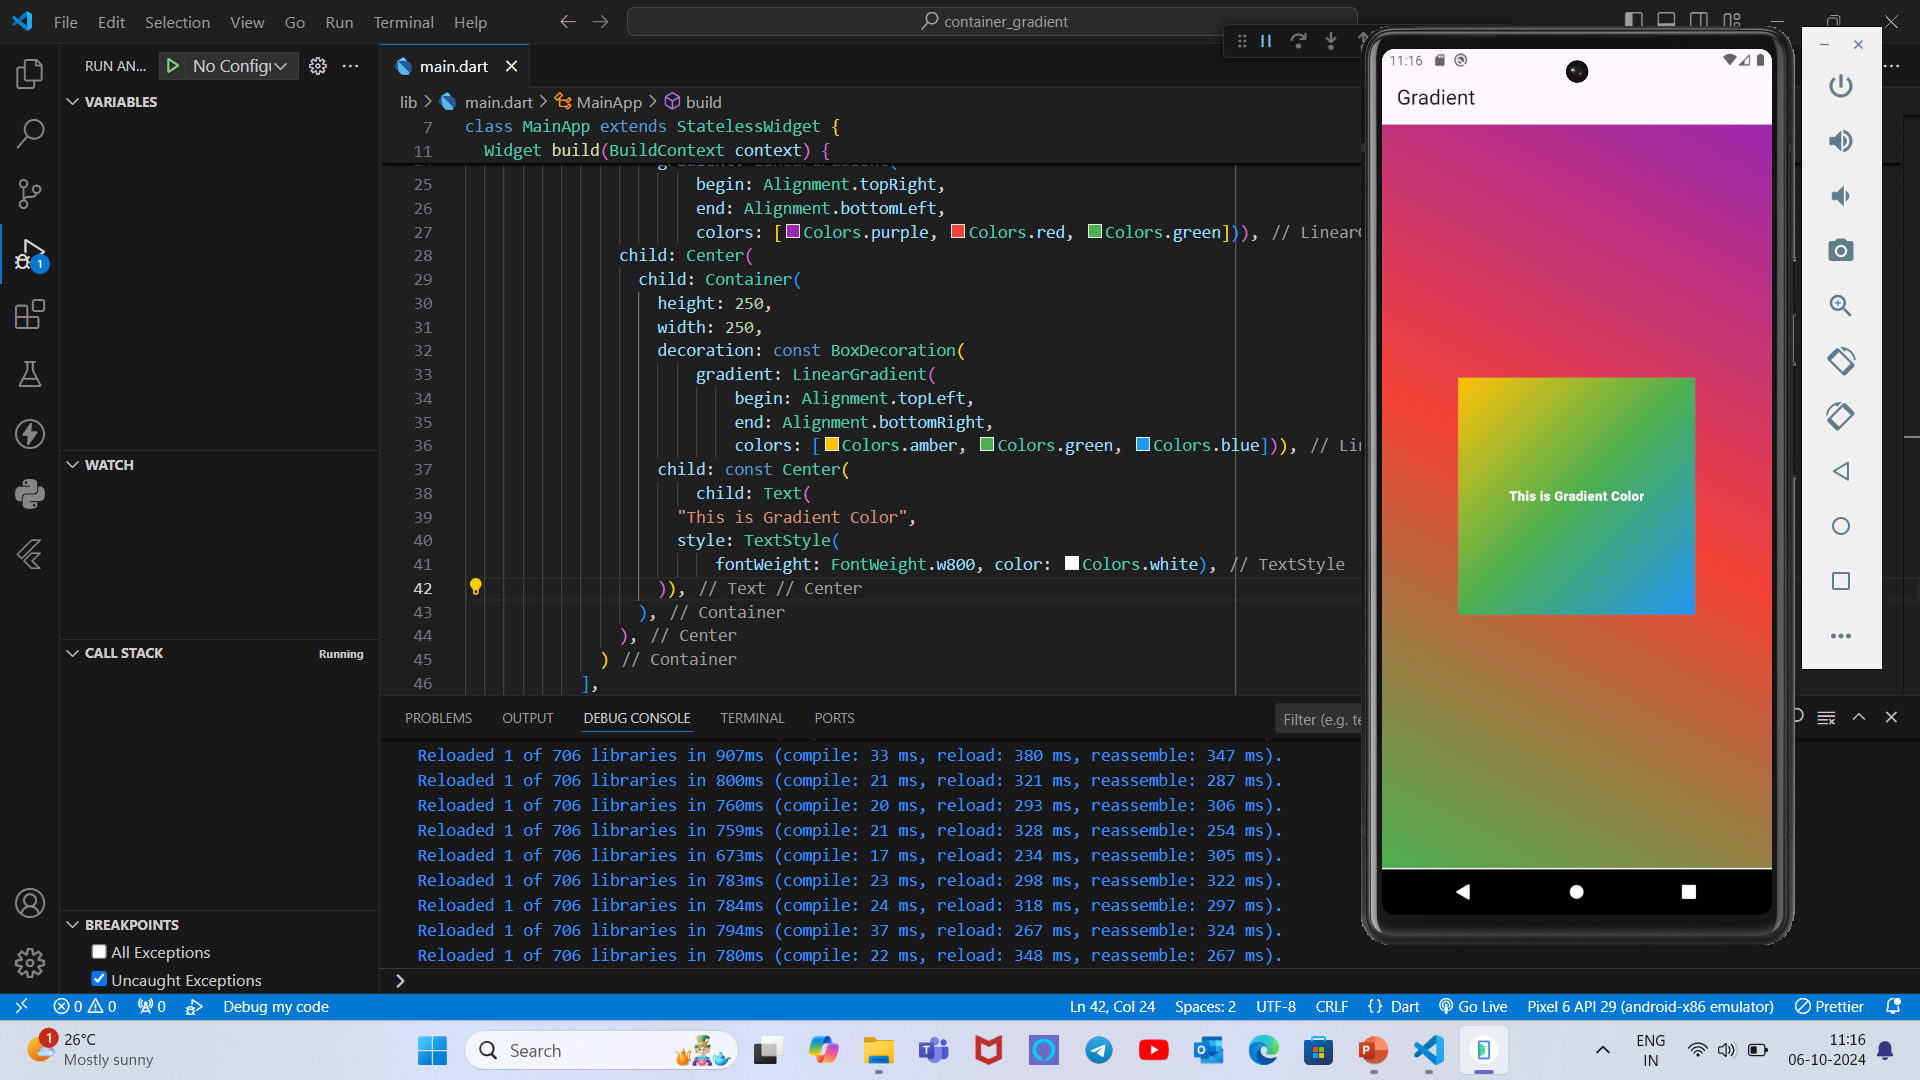 File Edit Selection View Go Run Terminal Help
container_gradient
RUN AN... No Config
VARIABLES
WATCH
CALL STACK Running
BREAKPOINTS
All Exceptions
Uncaught Exceptions
main.dart
lib main.dart MainApp build
7 class MainApp extends StatelessWidget {
11 Widget build(BuildContext context) {
25 begin: Alignment.topRight,
26 end: Alignment.bottomLeft,
27 colors: [Colors.purple, Colors.red, Colors.green])), // Linear
28 child: Center(
29 child: Container(
30 height: 250,
31 width: 250,
32 decoration: const BoxDecoration(
33 gradient: LinearGradient(
34 begin: Alignment.topLeft,
35 end: Alignment.bottomRight,
36 colors: [Colors.amber, Colors.green, Colors.blue])), // Li
37 child: const Center(
38 child: Text(
39 "This is Gradient Color",
40 style: TextStyle(
41 fontWeight: FontWeight.w800, color: Colors.white), // TextStyle
42 )), // Text // Center
43 ), // Container
44 ), // Center
45 ) // Container
46 ],
PROBLEMS OUTPUT DEBUG CONSOLE TERMINAL PORTS
Filter (e.g. te
Reloaded 1 of 706 libraries in 907ms (compile: 33 ms, reload: 380 ms, reassemble: 347 ms).
Reloaded 1 of 706 libraries in 800ms (compile: 21 ms, reload: 321 ms, reassemble: 287 ms).
Reloaded 1 of 706 libraries in 760ms (compile: 20 ms, reload: 293 ms, reassemble: 306 ms).
Reloaded 1 of 706 libraries in 759ms (compile: 21 ms, reload: 328 ms, reassemble: 254 ms).
Reloaded 1 of 706 libraries in 673ms (compile: 17 ms, reload: 234 ms, reassemble: 305 ms).
Reloaded 1 of 706 libraries in 783ms (compile: 23 ms, reload: 298 ms, reassemble: 322 ms).
Reloaded 1 of 706 libraries in 784ms (compile: 24 ms, reload: 318 ms, reassemble: 297 ms).
Reloaded 1 of 706 libraries in 794ms (compile: 37 ms, reload: 267 ms, reassemble: 324 ms).
Reloaded 1 of 706 libraries in 780ms (compile: 22 ms, reload: 348 ms, reassemble: 267 ms).
11:16
Gradient
This is Gradient Color
0 0 0 Debug my code Ln 42, Col 24 Spaces: 2 UTF-8 CRLF {} Dart Go Live Pixel 6 API 29 (android-x86 emulator) Prettier
1
26°C
Mostly sunny
Search
ENG
IN
11:16
06-10-2024